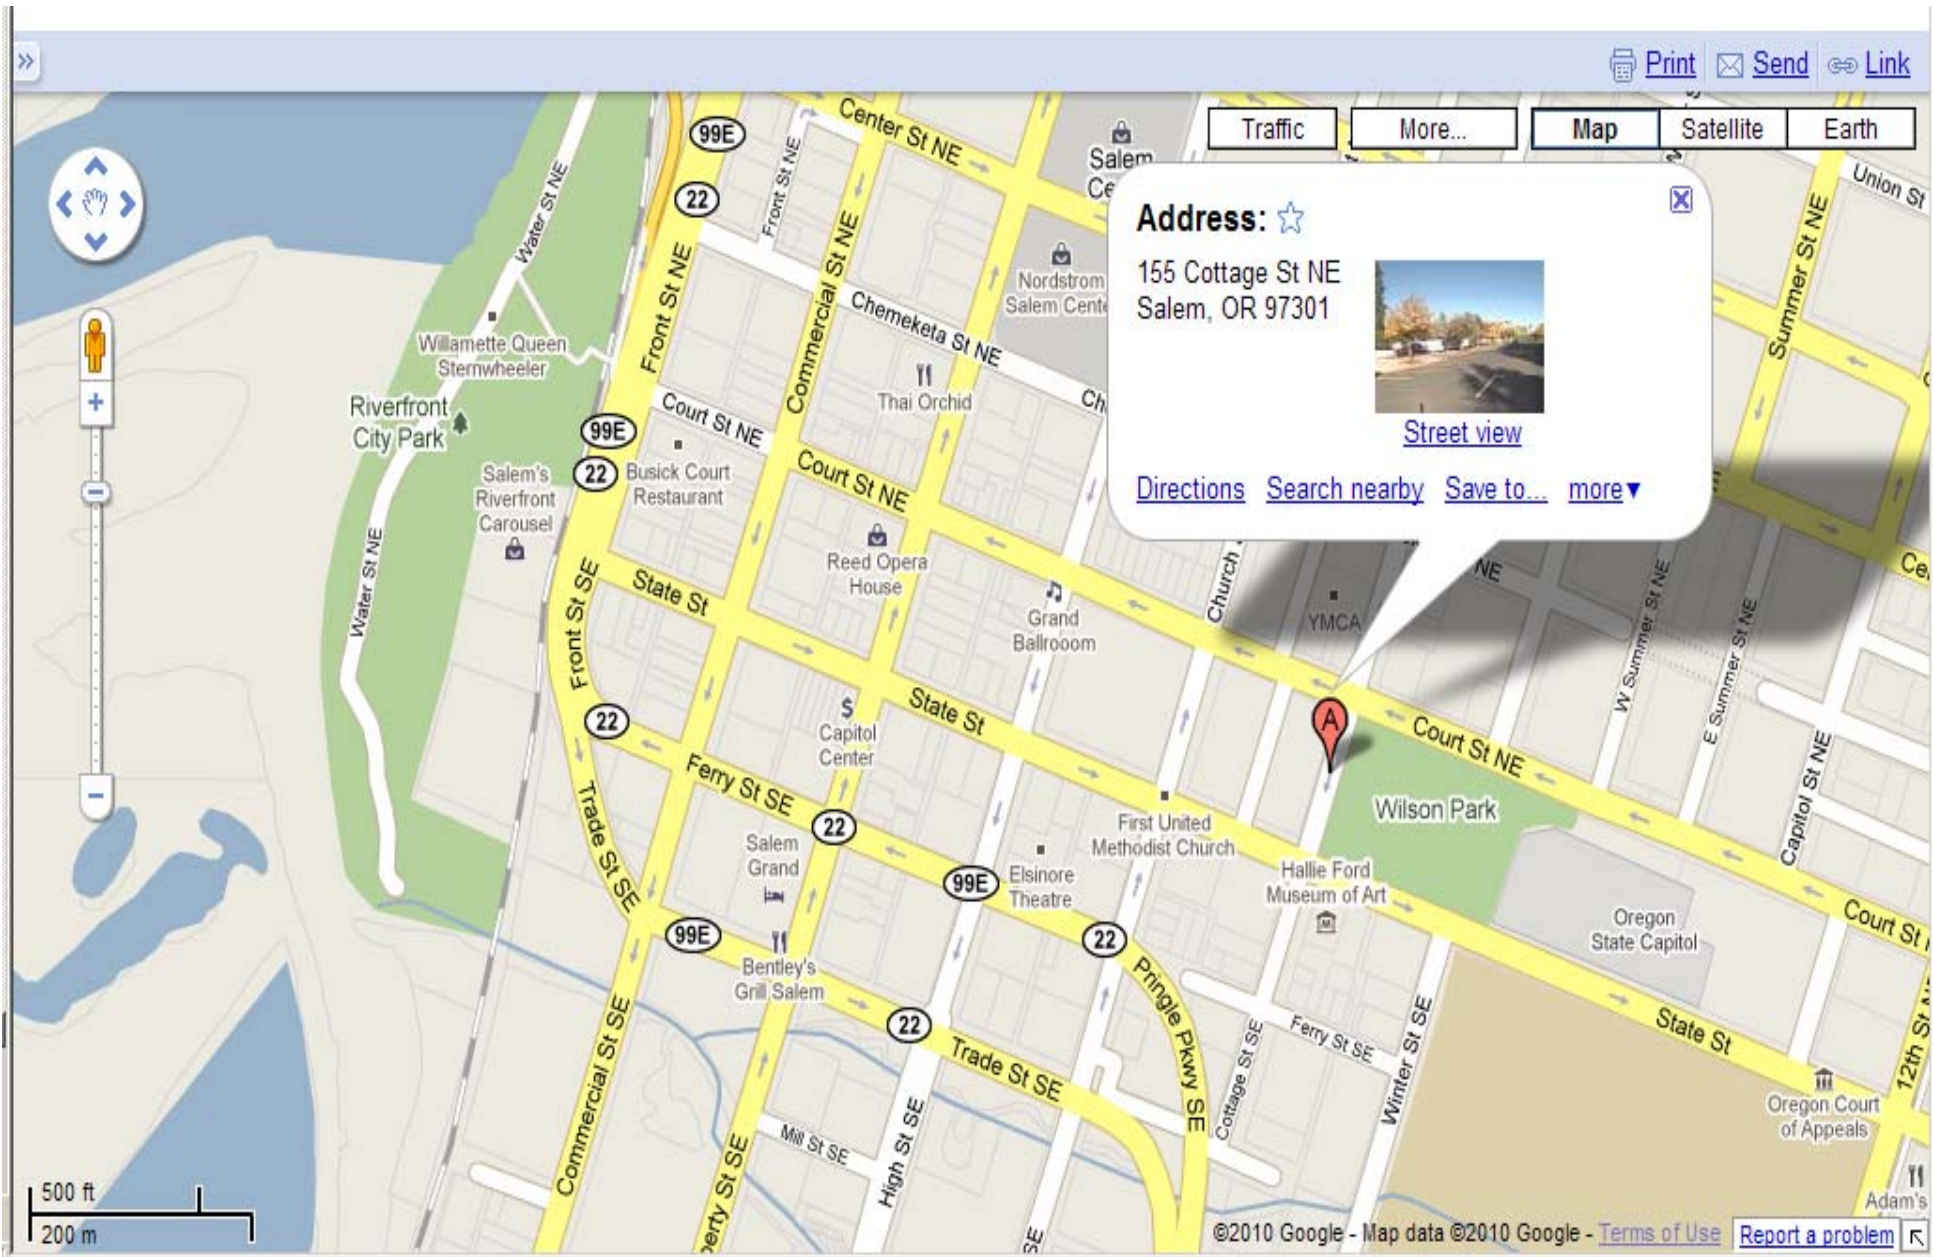 Print
Send
Link
Traffic
More...
Map
Satellite
Earth
Address:
155 Cottage St NE
Salem, OR 97301
Street view
Directions
Search nearby
Save to...
more
99E
22
Center St NE
Front St NE
Water St NE
Salem
Union St
Summer St NE
Nordstrom
Salem
Commercial St NE
Front St NE
Chemeketa St NE
Willamette Queen
Sternwheeler
Thai Orchid
Riverfront
City Park
Court St NE
99E
22
Busick Court
Restaurant
Salem's
Riverfront
Carousel
Court St NE
Reed Opera
House
Water St NE
Front St SE
State St
Grand
Ballrooom
Church
YMCA
NE
W Summer St NE
E Summer St NE
22
State St
Capitol
Center
A
Court St NE
Capitol St NE
Ferry St SE
Trade St SE
22
Wilson Park
First United
Methodist Church
Salem
Grand
99E
Elsinore
Theatre
Hallie Ford
Museum of Art
Oregon
State Capitol
Court St
99E
22
Bentley's
Grill Salem
Pringle Pkwy SE
22
Trade St SE
Ferry St SE
Cottage St SE
Winter St SE
State St
12th St
Commercial St SE
Mill St SE
High St SE
Oregon Court
of Appeals
Adam's
500 ft
200 m
©2010 Google - Map data ©2010 Google - Terms of Use
Report a problem